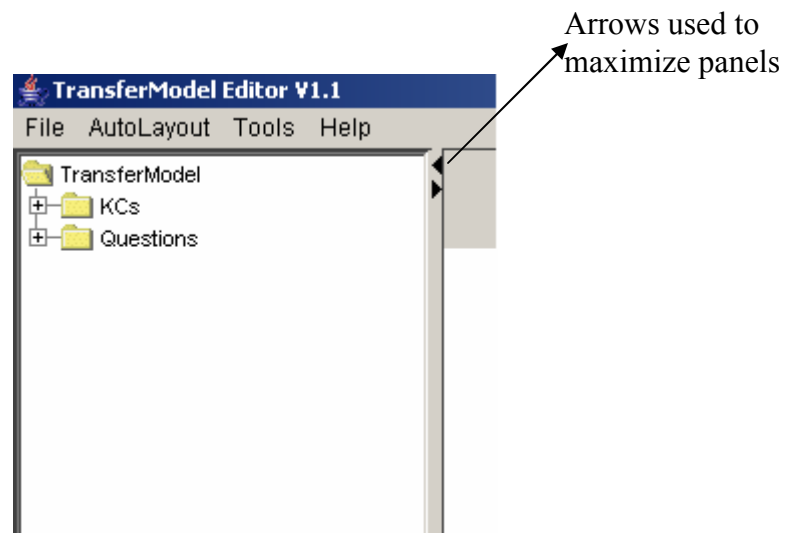 Arrows used to
maximize panels
TransferModel Editor V1.1
File AutoLayout Tools Help
TransferModel
KCs
Questions